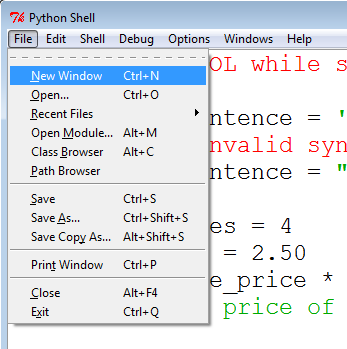 Python Shell
File Edit Shell Debug Options Windows Help
New Window Ctrl+N
Open... Ctrl+O
Recent Files
Open Module... Alt+M
Class Browser Alt+C
Path Browser
Save Ctrl+S
Save As... Ctrl+Shift+S
Save Copy As... Alt+Shift+S
Print Window Ctrl+P
Close Alt+F4
Exit Ctrl+Q
OL while s
ntence = '
nvalid syn
ntence = "
es = 4
= 2.50
e_price *
price of